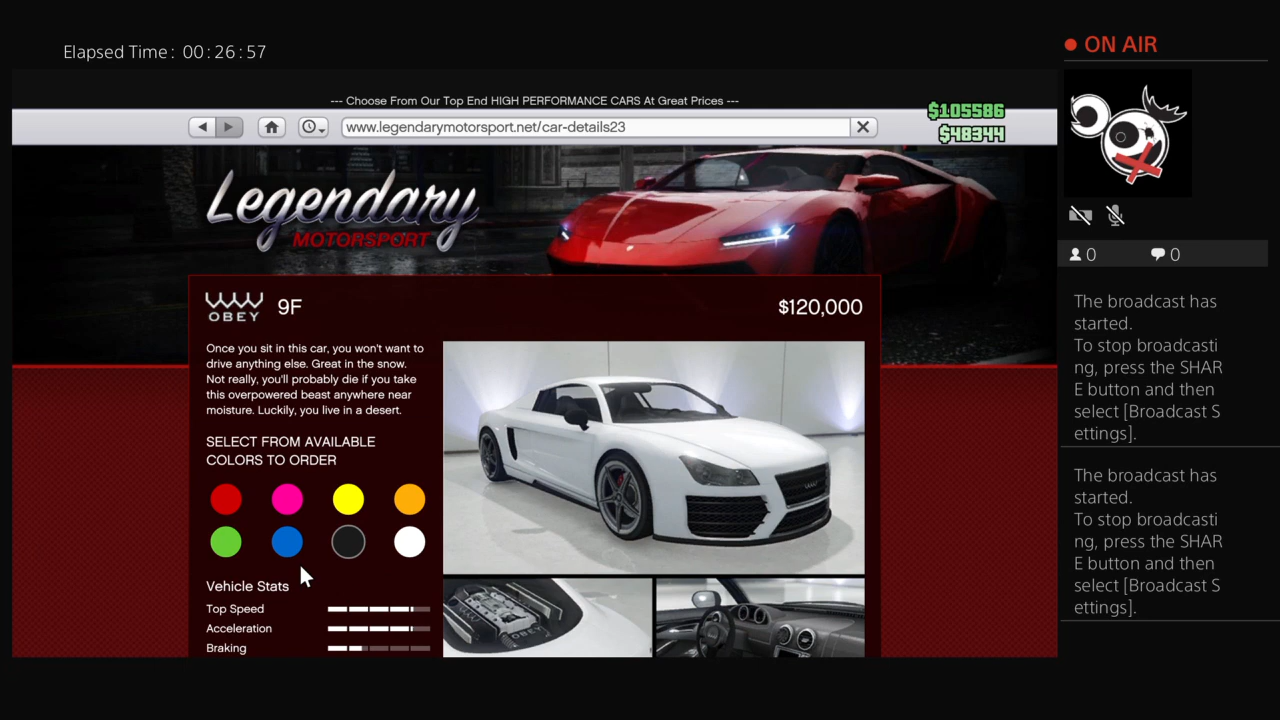 Elapsed Time: 00:26:57
ON AIR
--- Choose From Our Top End HIGH PERFORMANCE CARS At Great Prices ---
$105586
www.legendarymotorsport.net/car-details23
$48344
Legendary
MOTORSPORT
0
0
OBEY
9F
$120,000
Once you sit in this car, you won't want to
drive anything else. Great in the snow.
Not really, you'll probably die if you take
this overpowered beast anywhere near
moisture. Luckily, you live in a desert.
SELECT FROM AVAILABLE
COLORS TO ORDER
Vehicle Stats
Top Speed
Acceleration
Braking
OBEY
The broadcast has
started.
To stop broadcasti
ng, press the SHAR
E button and then
select [Broadcast S
ettings].
The broadcast has
started.
To stop broadcasti
ng, press the SHAR
E button and then
select [Broadcast S
ettings].